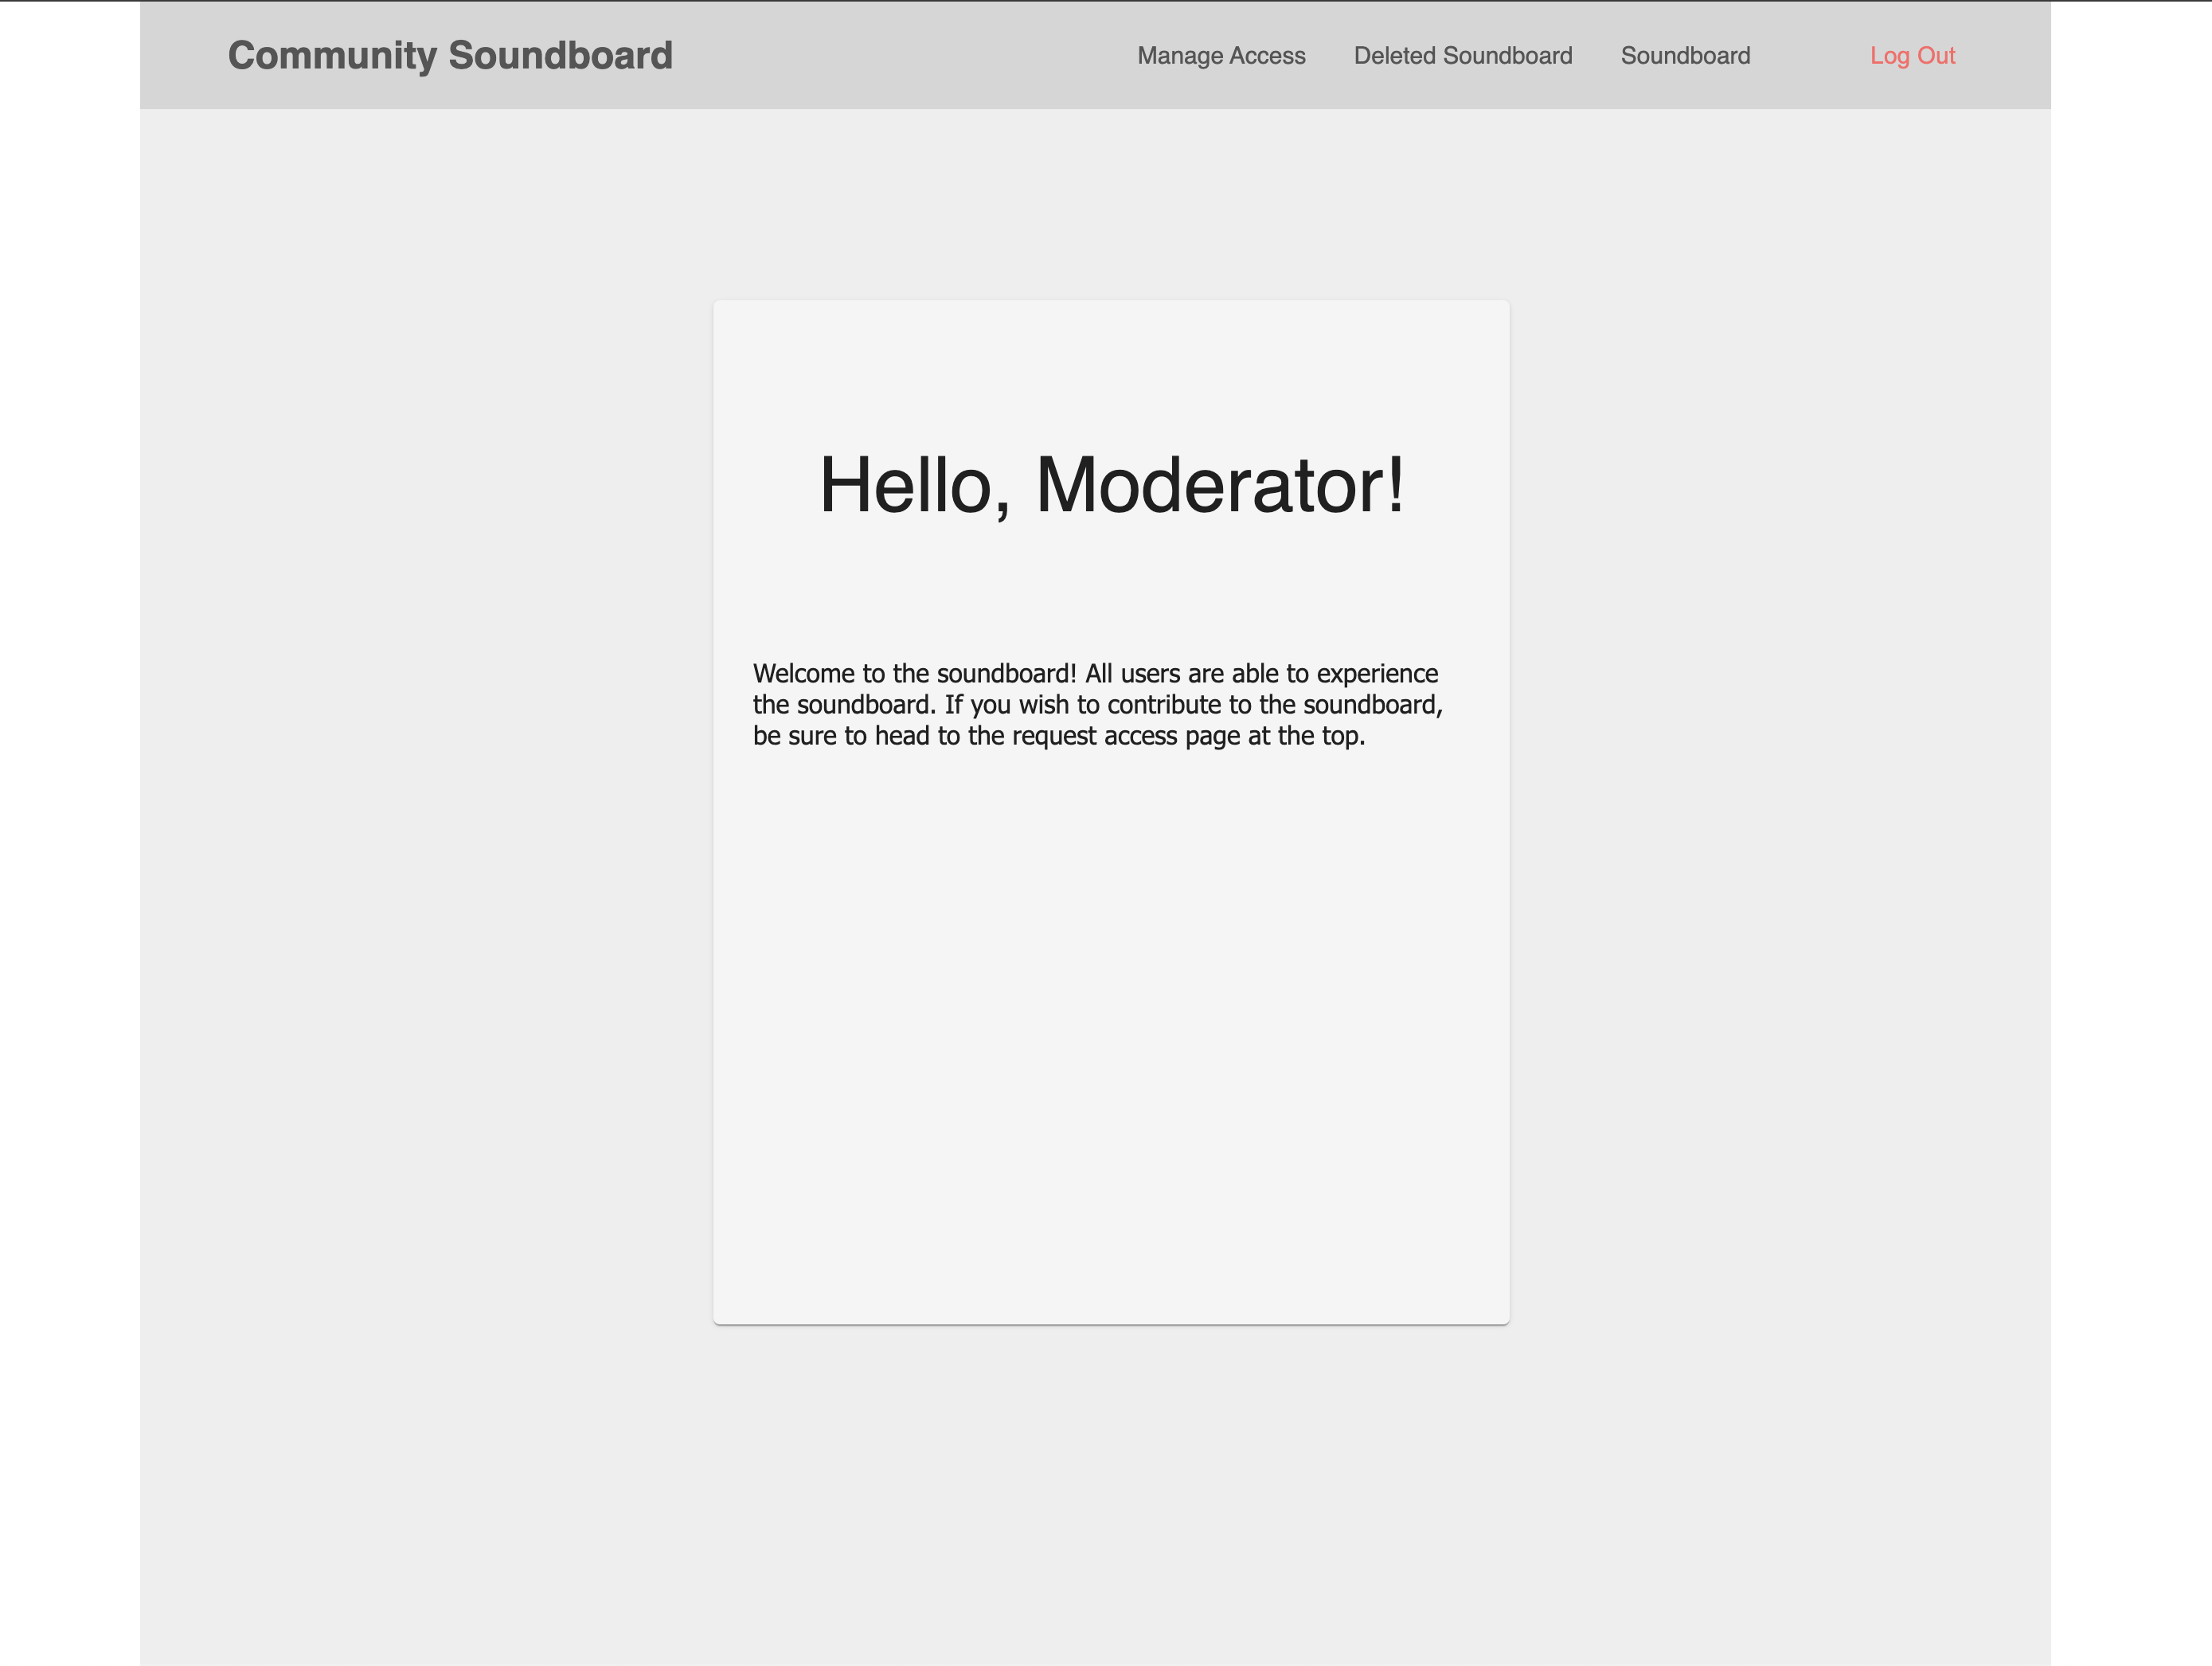 Community Soundboard
Manage Access
Deleted Soundboard
Soundboard
Log Out
Hello, Moderator!
Welcome to the soundboard! All users are able to experience
the soundboard. If you wish to contribute to the soundboard,
be sure to head to the request access page at the top.